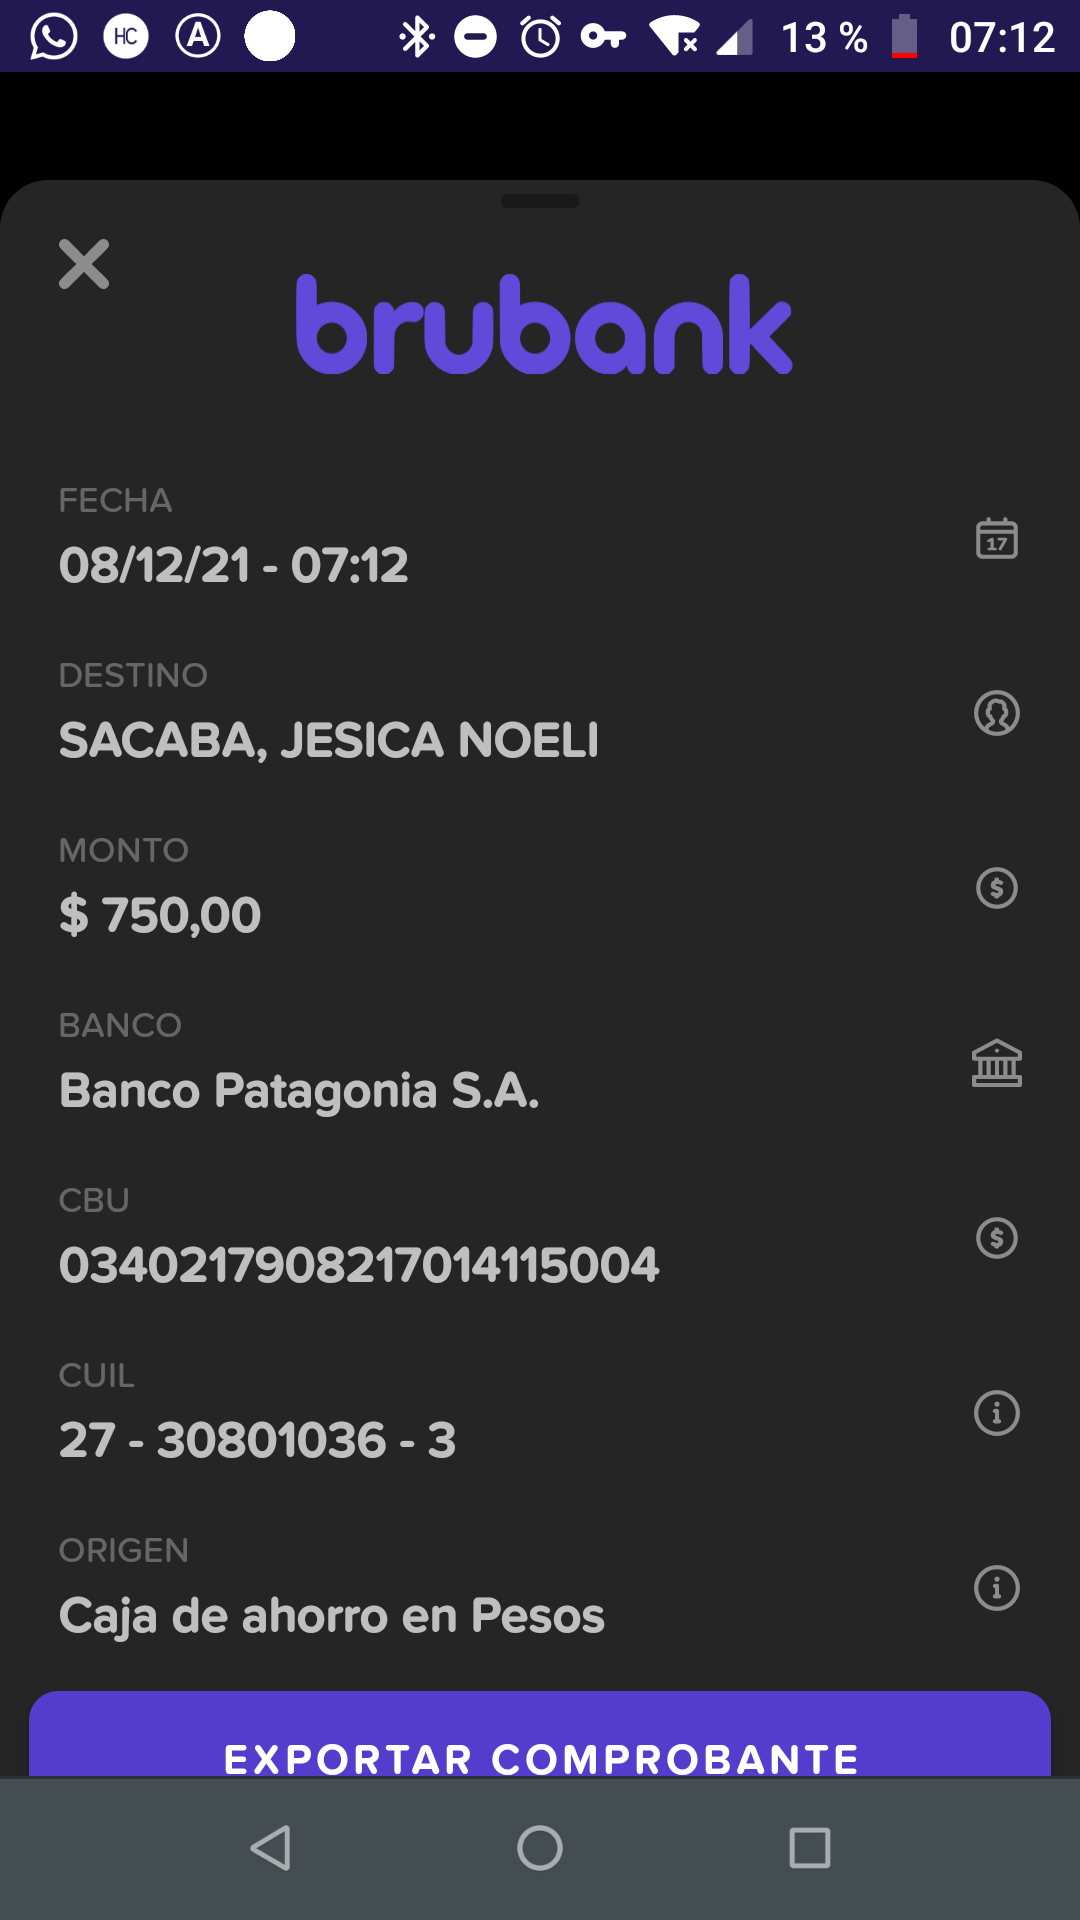 HC A 13 % 07:12
brubank
FECHA
08/12/21 - 07:12
17
DESTINO
SACABA, JESICA NOELI
MONTO
$ 750,00
$
BANCO
Banco Patagonia S.A.
CBU
0340217908217014115004
$
CUIL
27 - 30801036 - 3
i
ORIGEN
Caja de ahorro en Pesos
i
EXPORTAR COMPROBANTE